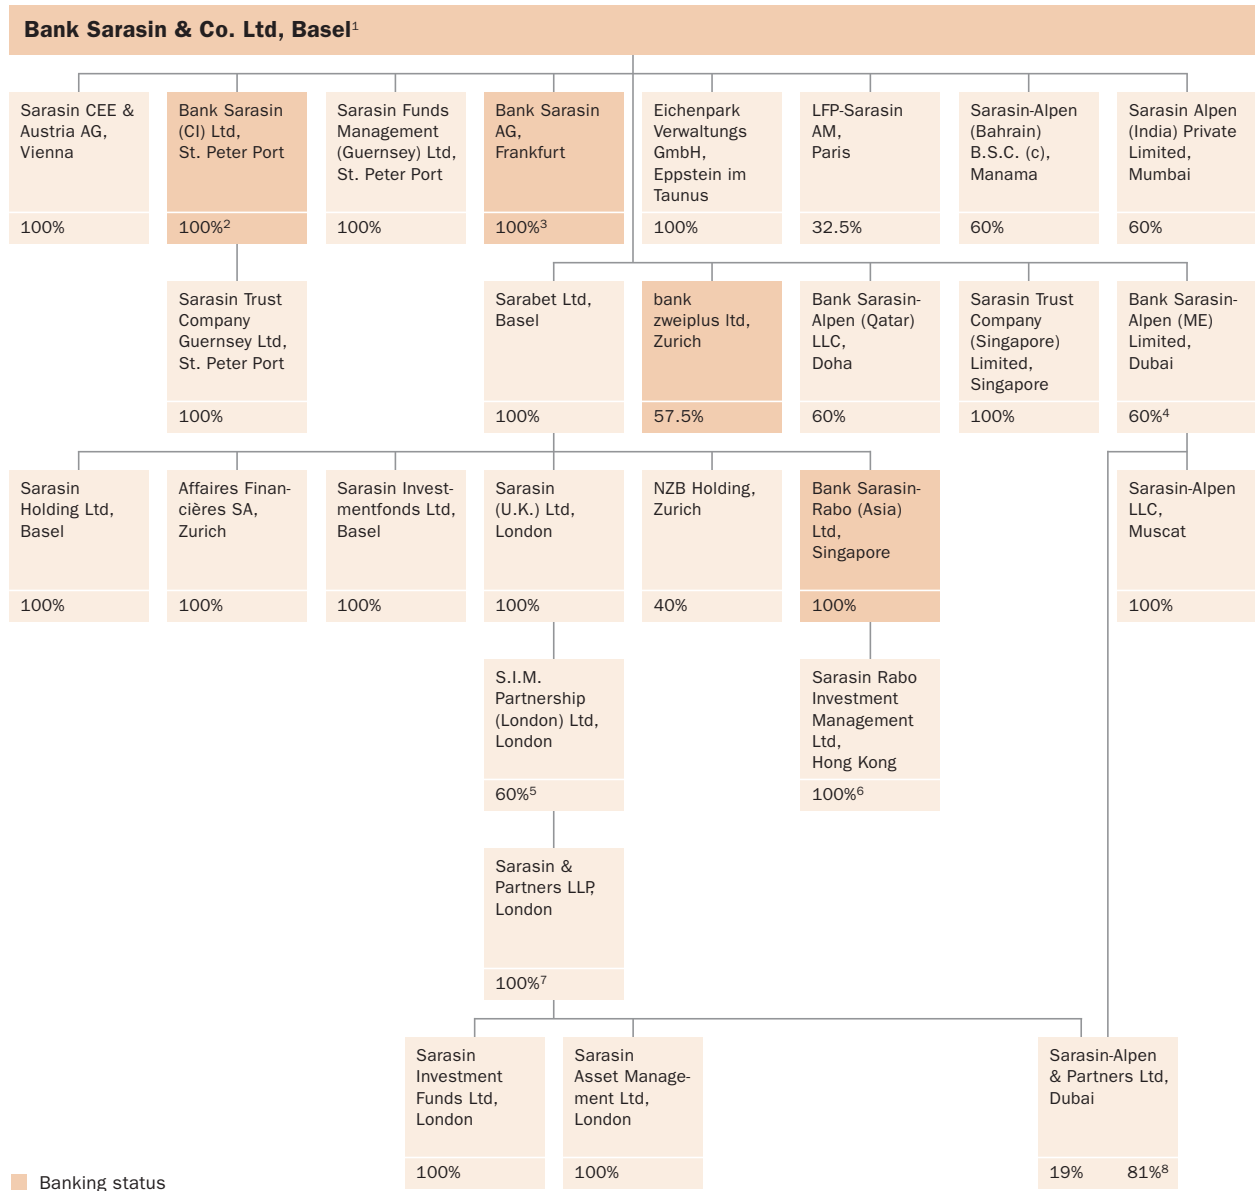 Bank Sarasin & Co. Ltd, Basel¹
Sarasin CEE &
Austria AG,
Vienna
100%
Bank Sarasin
(CI) Ltd,
St. Peter Port
100%²
Sarasin Funds
Management
(Guernsey) Ltd,
St. Peter Port
100%
Bank Sarasin
AG,
Frankfurt
100%³
Eichenpark
Verwaltungs
GmbH,
Eppstein im
Taunus
100%
LFP-Sarasin
AM,
Paris
32.5%
Sarasin-Alpen
(Bahrain)
B.S.C. (c),
Manama
60%
Sarasin Alpen
(India) Private
Limited,
Mumbai
60%
Sarasin Trust
Company
Guernsey Ltd,
St. Peter Port
100%
Sarabet Ltd,
Basel
100%
bank
zweiplus ltd,
Zurich
57.5%
Bank Sarasin-
Alpen (Qatar)
LLC,
Doha
60%
Sarasin Trust
Company
(Singapore)
Limited,
Singapore
100%
Bank Sarasin-
Alpen (ME)
Limited,
Dubai
60%⁴
Sarasin
Holding Ltd,
Basel
100%
Affaires Finan-
cières SA,
Zurich
100%
Sarasin Invest-
mentfonds Ltd,
Basel
100%
Sarasin
(U.K.) Ltd,
London
100%
NZB Holding,
Zurich
40%
Bank Sarasin-
Rabo (Asia)
Ltd,
Singapore
100%
Sarasin-Alpen
LLC,
Muscat
100%
S.I.M.
Partnership
(London) Ltd,
London
60%⁵
Sarasin Rabo
Investment
Management
Ltd,
Hong Kong
100%⁶
Sarasin &
Partners LLP,
London
100%⁷
Sarasin
Investment
Funds Ltd,
London
100%
Sarasin
Asset Manage-
ment Ltd,
London
100%
Sarasin-Alpen
& Partners Ltd,
Dubai
19% 81%⁸
Banking status